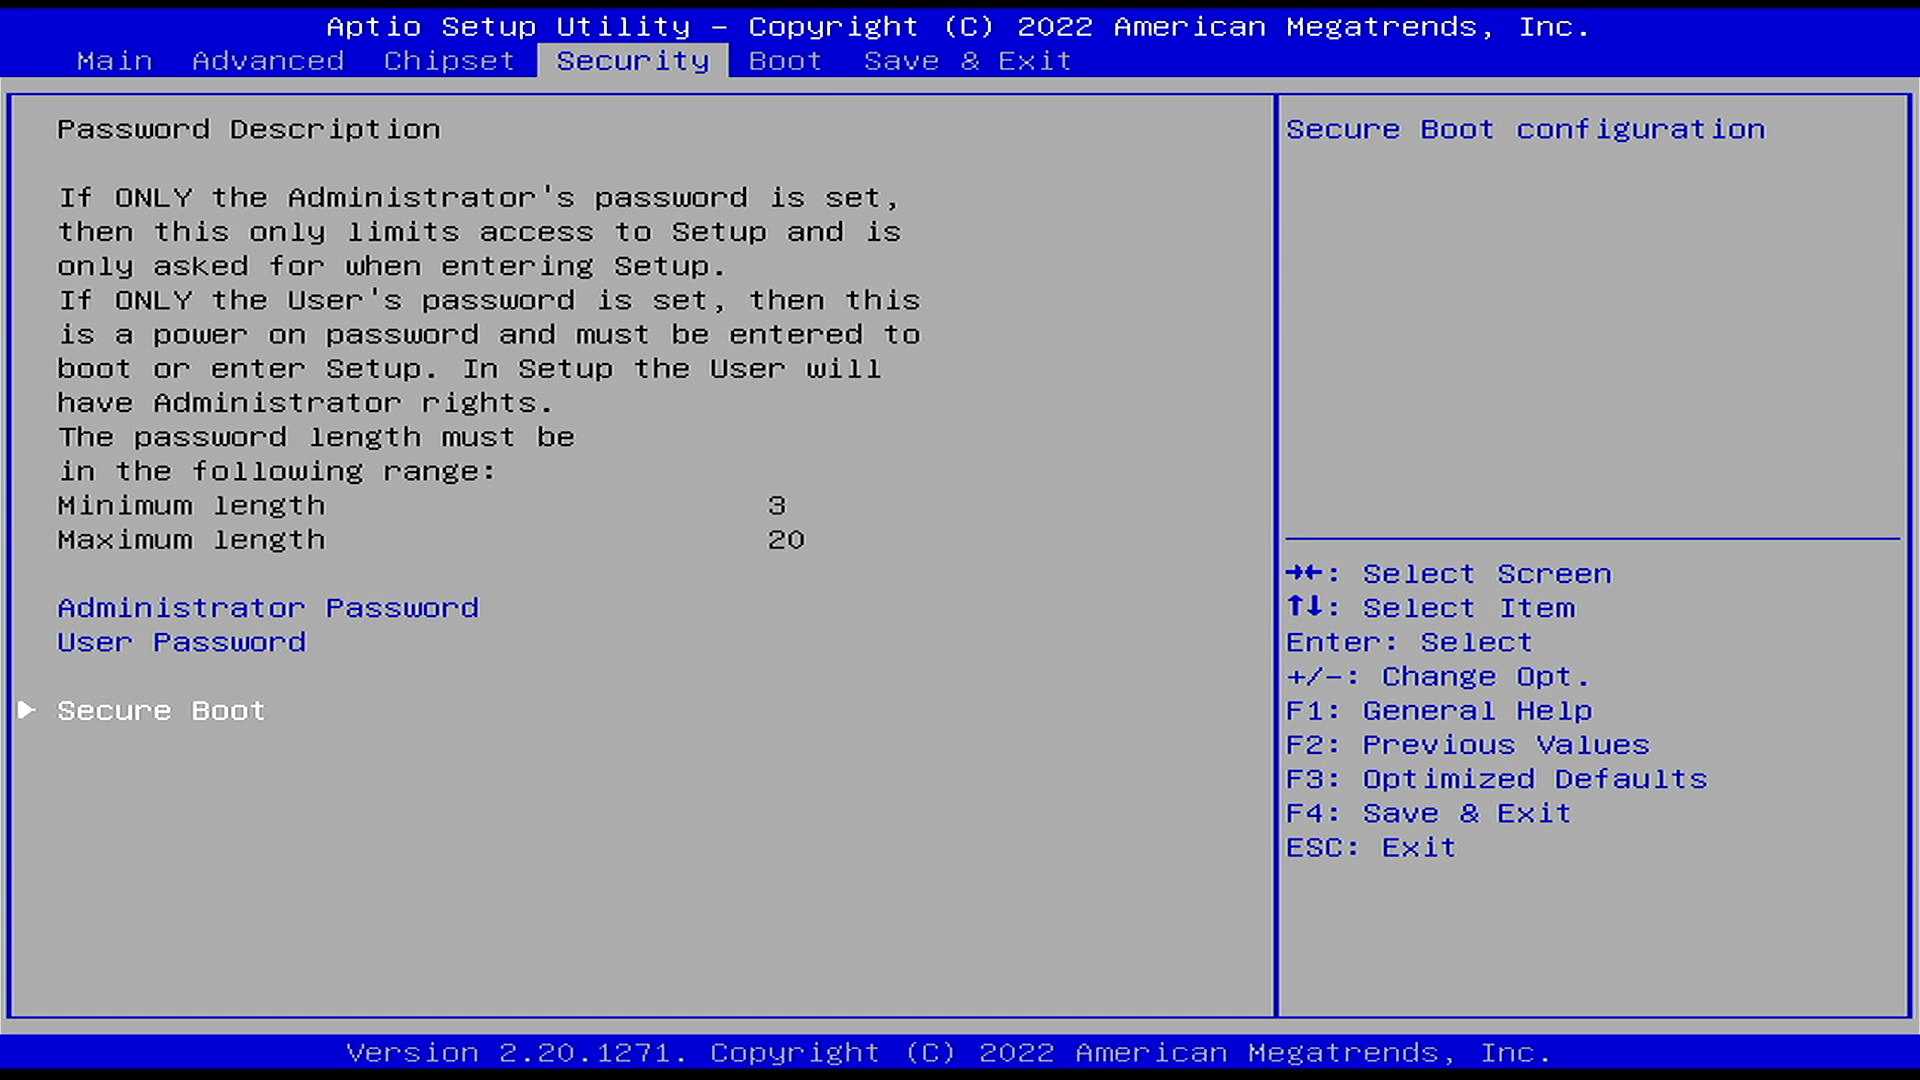 Aptio Setup Utility – Copyright (C) 2022 American Megatrends, Inc.
Main Advanced Chipset Security Boot Save & Exit
Password Description
If ONLY the Administrator's password is set,
then this only limits access to Setup and is
only asked for when entering Setup.
If ONLY the User's password is set, then this
is a power on password and must be entered to
boot or enter Setup. In Setup the User will
have Administrator rights.
The password length must be
in the following range:
Minimum length 3
Maximum length 20
Administrator Password
User Password
► Secure Boot
Secure Boot configuration
→←: Select Screen
↑↓: Select Item
Enter: Select
+/-: Change Opt.
F1: General Help
F2: Previous Values
F3: Optimized Defaults
F4: Save & Exit
ESC: Exit
Version 2.20.1271. Copyright (C) 2022 American Megatrends, Inc.